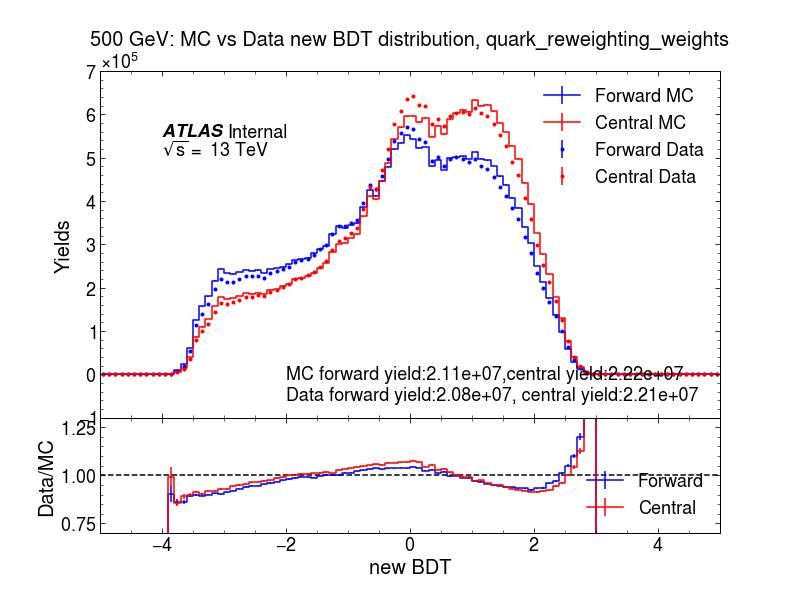 500 GeV: MC vs Data new BDT distribution, quark_reweighting_weights
×10⁵
7
6
5
4
3
2
1
0
−1
Yields
ATLAS Internal
√s = 13 TeV
Forward MC
Central MC
Forward Data
Central Data
MC forward yield:2.11e+07,central yield:2.22e+07
Data forward yield:2.08e+07, central yield:2.21e+07
1.25
1.00
0.75
Data/MC
Forward
Central
−4 −2 0 2 4
new BDT